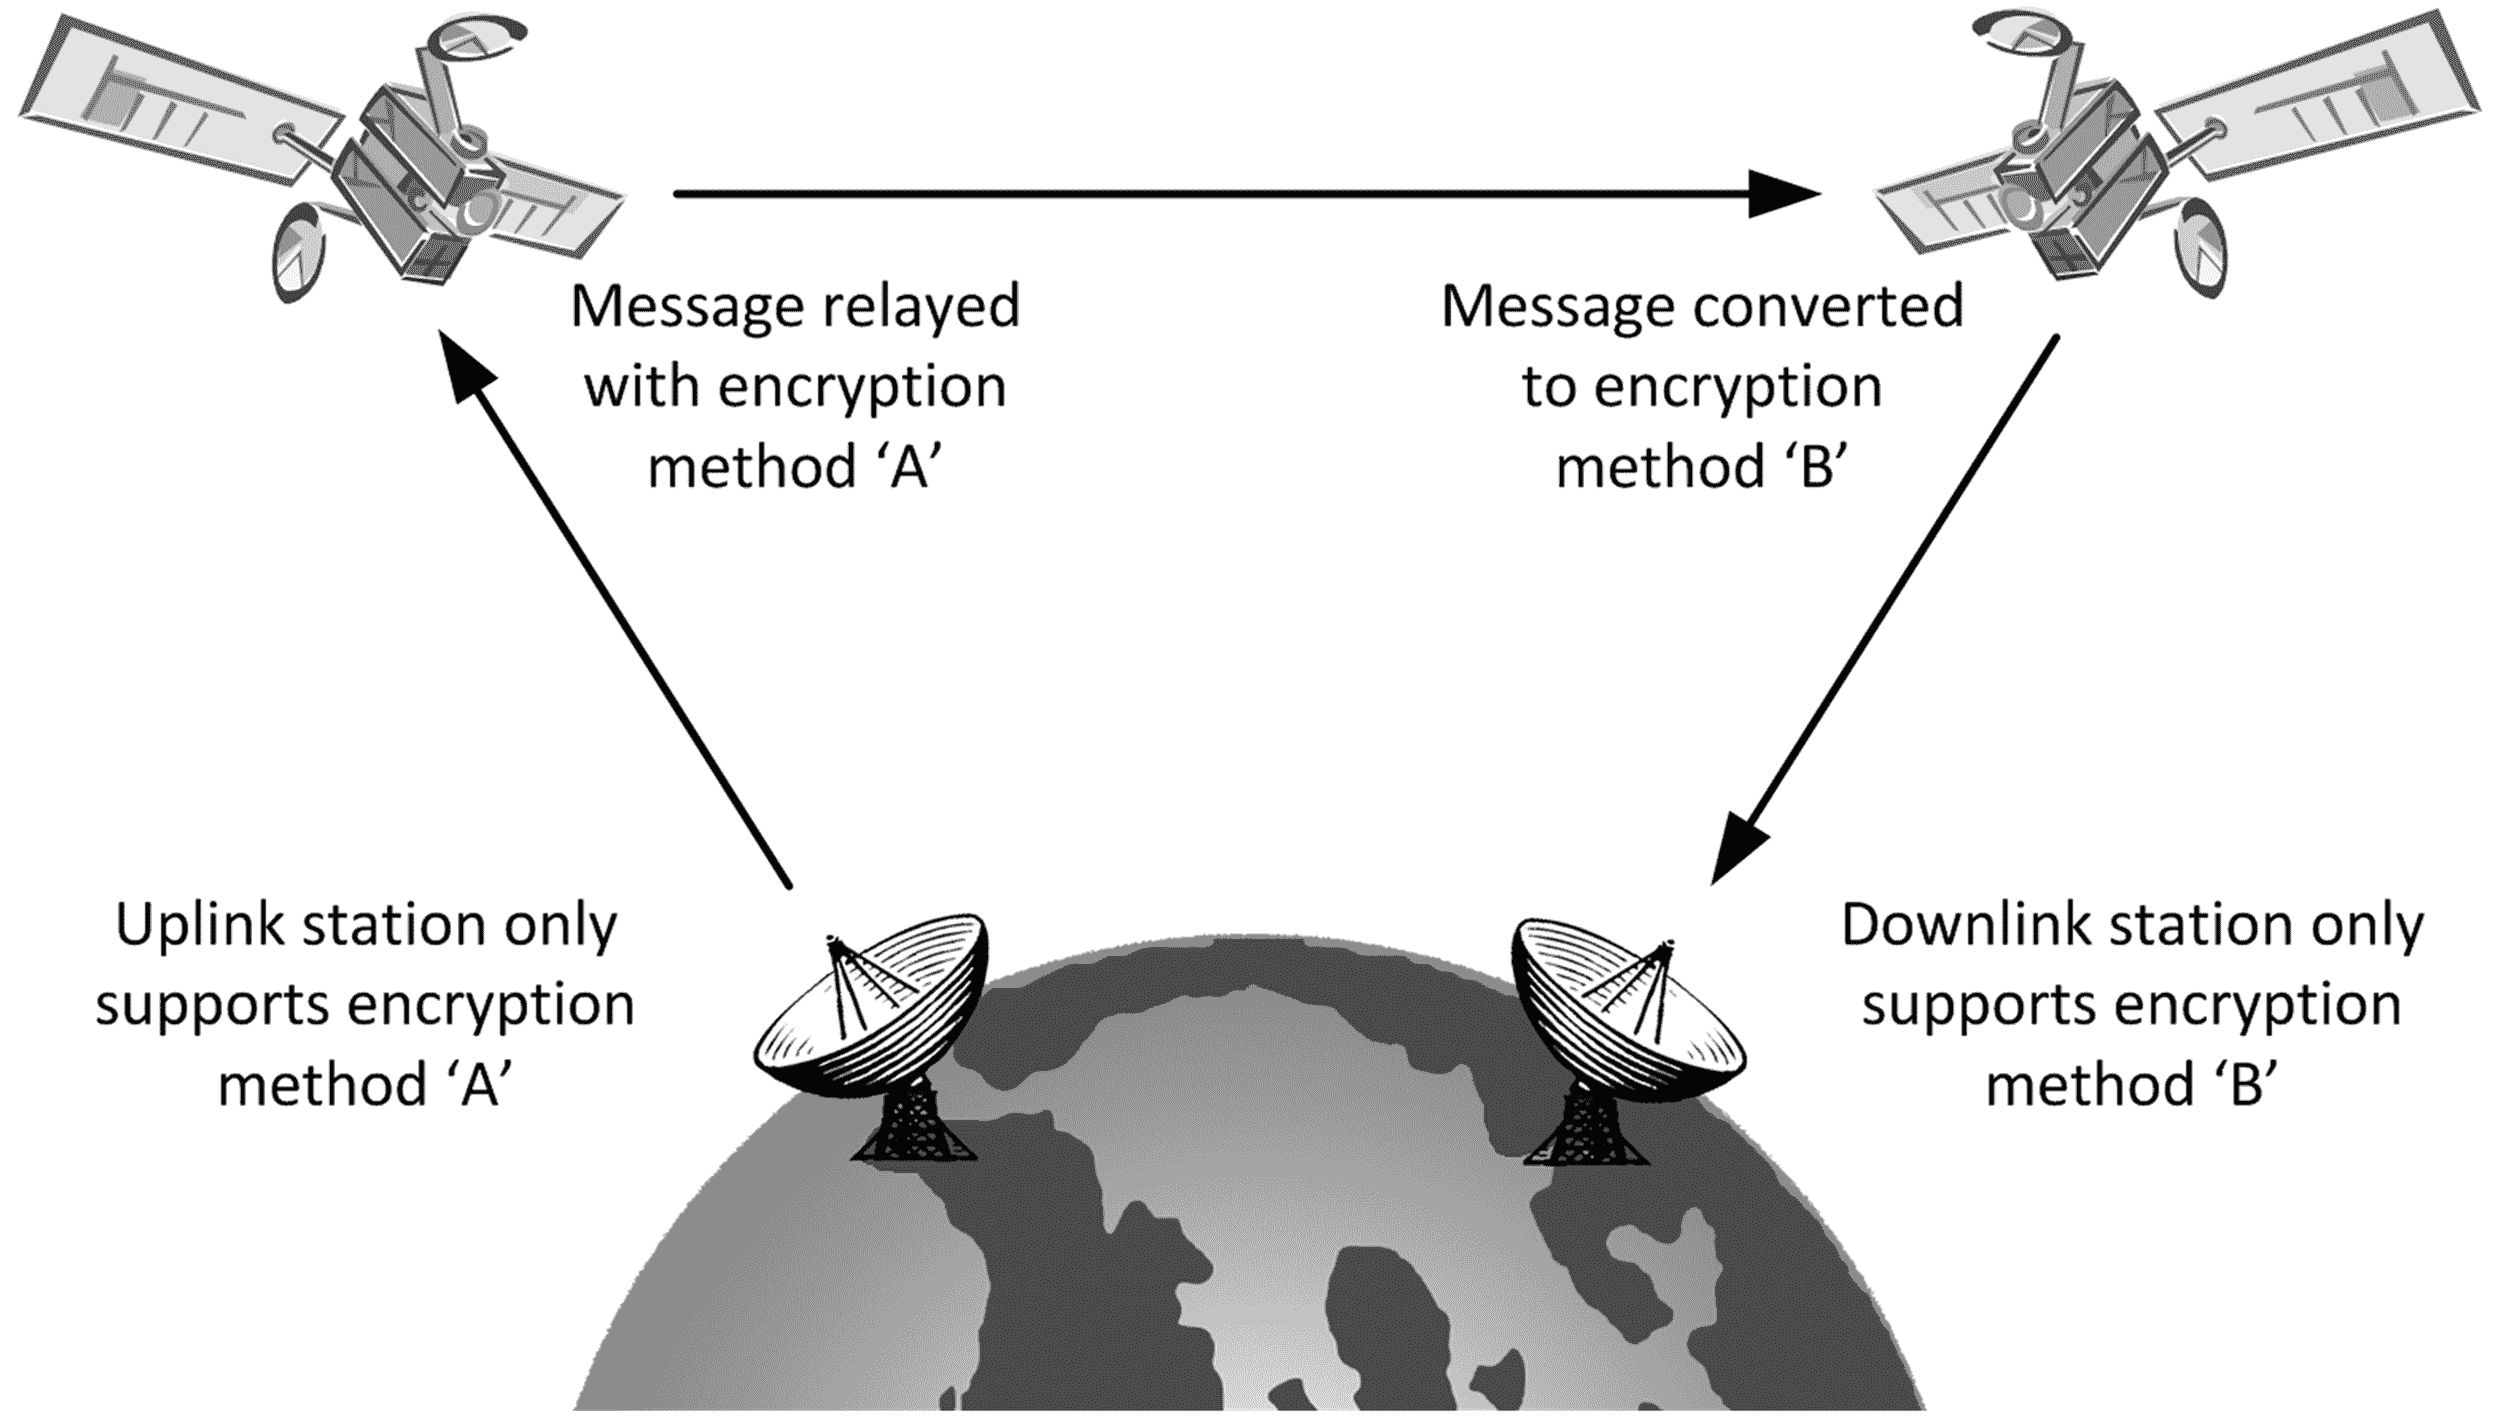 Message relayed
with encryption
method ‘A’
Message converted
to encryption
method ‘B’
Uplink station only
supports encryption
method ‘A’
Downlink station only
supports encryption
method ‘B’